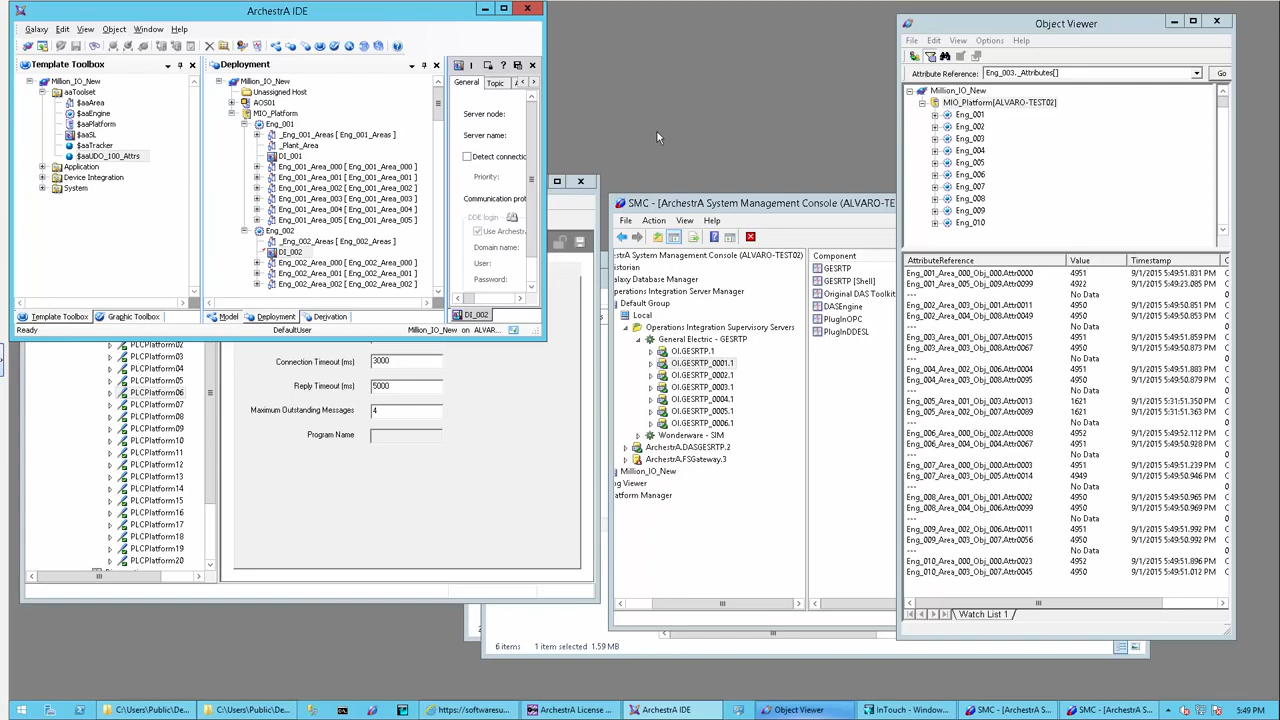 ArchestrA IDE
Galaxy Edit View Object Window Help
Template Toolbox
Million_IO_New
aaToolset
$aaArea
$aaEngine
$aaPlatform
$aaSL
$aaTracker
$aaUDO_100_Attrs
Application
Device Integration
System
Template Toolbox Graphic Toolbox
Deployment
Million_IO_New
Unassigned Host
AOS01
MIO_Platform
Eng_001
_Eng_001_Areas [ Eng_001_Areas ]
_Plant_Area
DI_001
Eng_001_Area_000 [ Eng_001_Area_000 ]
Eng_001_Area_001 [ Eng_001_Area_001 ]
Eng_001_Area_002 [ Eng_001_Area_002 ]
Eng_001_Area_003 [ Eng_001_Area_003 ]
Eng_001_Area_004 [ Eng_001_Area_004 ]
Eng_001_Area_005 [ Eng_001_Area_005 ]
Eng_002
_Eng_002_Areas [ Eng_002_Areas ]
DI_002
Eng_002_Area_000 [ Eng_002_Area_000 ]
Eng_002_Area_001 [ Eng_002_Area_001 ]
Eng_002_Area_002 [ Eng_002_Area_002 ]
Model Deployment Derivation
General Topic
Server node:
Server name:
Detect connectio
Priority:
Communication prot
DDE login
Use Archestr
Domain name:
User:
Password:
DI_002
Ready DefaultUser Million_IO_New on ALVAR...
PLCPlatform02
PLCPlatform03
PLCPlatform04
PLCPlatform05
PLCPlatform06
PLCPlatform07
PLCPlatform08
PLCPlatform09
PLCPlatform10
PLCPlatform11
PLCPlatform12
PLCPlatform13
PLCPlatform14
PLCPlatform15
PLCPlatform16
PLCPlatform17
PLCPlatform18
PLCPlatform19
PLCPlatform20
Connection Timeout (ms) 3000
Reply Timeout (ms) 5000
Maximum Outstanding Messages 4
Program Name
SMC - [ArchestrA System Management Console (ALVARO-TES
File Action View Help
strA System Management Console (ALVARO-TEST02)
istorian
alaxy Database Manager
perations Integration Server Manager
Default Group
Local
Operations Integration Supervisory Servers
General Electric - GESRTP
OI.GESRTP.1
OI.GESRTP_0001.1
OI.GESRTP_0002.1
OI.GESRTP_0003.1
OI.GESRTP_0004.1
OI.GESRTP_0005.1
OI.GESRTP_0006.1
Wonderware - SIM
ArchestrA.DASGESRTP.2
ArchestrA.FSGateway.3
Million_IO_New
og Viewer
atform Manager
Component
GESRTP
GESRTP [Shell]
Original DAS Toolkit
DASEngine
PlugInOPC
PlugInDDESL
6 items 1 item selected 1.59 MB
Object Viewer
File Edit View Options Help
Attribute Reference: Eng_003._Attributes[] Go
Million_IO_New
MIO_Platform[ALVARO-TEST02]
Eng_001
Eng_002
Eng_003
Eng_004
Eng_005
Eng_006
Eng_007
Eng_008
Eng_009
Eng_010
AttributeReference Value Timestamp
Eng_001_Area_000_Obj_000.Attr0000 4951 9/1/2015 5:49:51.831 PM
Eng_001_Area_005_Obj_005.Attr0099 4922 9/1/2015 5:49:23.085 PM
--- No Data
Eng_002_Area_000_Obj_003.Attr0011 4951 9/1/2015 5:49:51.991 PM
Eng_002_Area_004_Obj_008.Attr0049 4950 9/1/2015 5:49:50.853 PM
--- No Data
Eng_003_Area_001_Obj_007.Attr0015 4951 9/1/2015 5:49:51.993 PM
Eng_003_Area_003_Obj_008.Attr0067 4950 9/1/2015 5:49:50.873 PM
--- No Data
Eng_004_Area_002_Obj_006.Attr0004 4951 9/1/2015 5:49:51.368 PM
Eng_004_Area_003_Obj_004.Attr0095 4950 9/1/2015 5:49:50.879 PM
--- No Data
Eng_005_Area_001_Obj_003.Attr0013 1621 9/1/2015 5:31:51.350 PM
Eng_005_Area_002_Obj_007.Attr0089 1621 9/1/2015 5:31:51.363 PM
--- No Data
Eng_006_Area_000_Obj_002.Attr0008 4952 9/1/2015 5:49:52.112 PM
Eng_006_Area_003_Obj_004.Attr0067 4950 9/1/2015 5:49:50.928 PM
--- No Data
Eng_007_Area_000_Obj_007.Attr0003 4951 9/1/2015 5:49:51.239 PM
Eng_007_Area_003_Obj_005.Attr0014 4949 9/1/2015 5:49:50.946 PM
--- No Data
Eng_008_Area_001_Obj_001.Attr0002 4950 9/1/2015 5:49:50.964 PM
Eng_008_Area_004_Obj_006.Attr0099 4950 9/1/2015 5:49:50.969 PM
--- No Data
Eng_009_Area_002_Obj_006.Attr0011 4951 9/1/2015 5:49:51.992 PM
Eng_009_Area_003_Obj_007.Attr0056 4950 9/1/2015 5:49:50.992 PM
--- No Data
Eng_010_Area_000_Obj_000.Attr0023 4952 9/1/2015 5:49:51.896 PM
Eng_010_Area_003_Obj_007.Attr0045 4950 9/1/2015 5:49:51.012 PM
Watch List 1
C:\Users\Public\De... C:\Users\Public\De... https://softwaresu... ArchestrA License ... ArchestrA IDE Object Viewer InTouch - Window... SMC - [ArchestrA S... SMC - [ArchestrA S... 5:49 PM